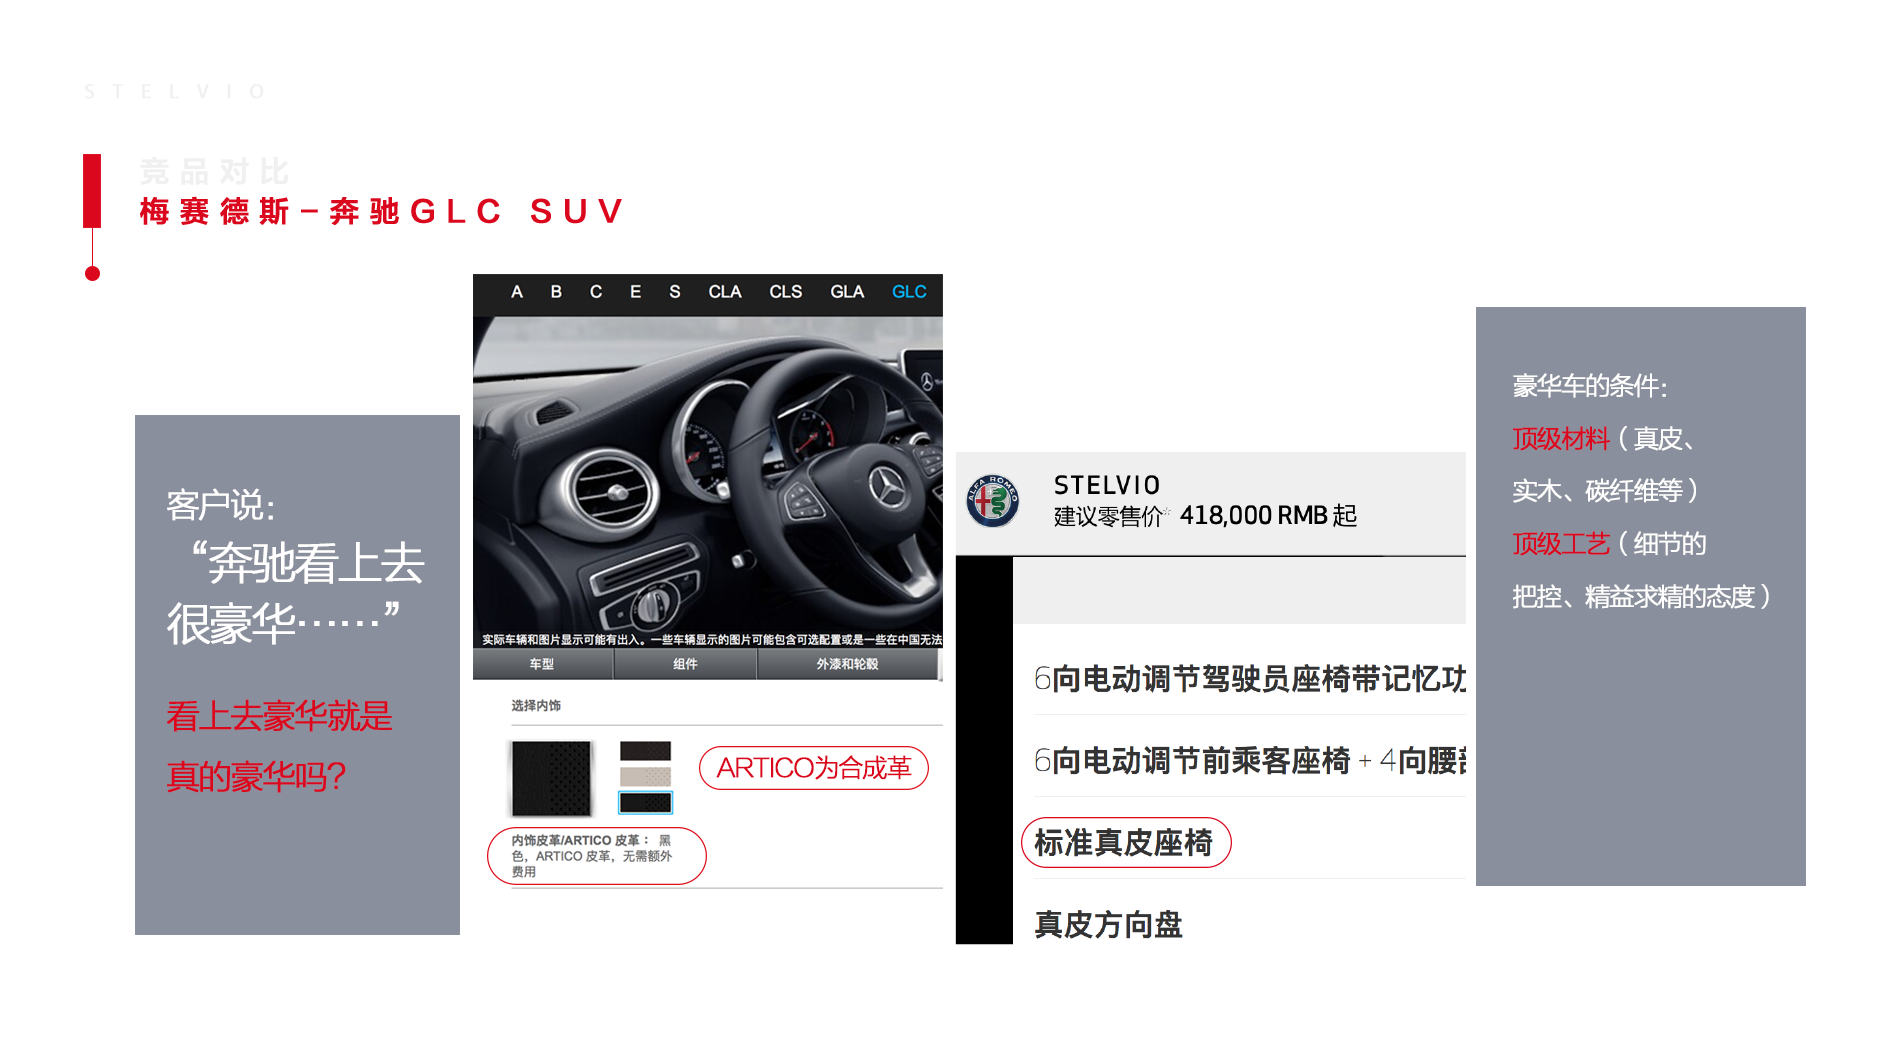 STELVIO
竞品对比
梅赛德斯–奔驰GLC SUV
客户说：
“奔驰看上去
很豪华……”
看上去豪华就是
真的豪华吗？
A B C E S CLA CLS GLA GLC
实际车辆和图片显示可能有出入。一些车辆显示的图片可能包含可选配置或是一些在中国无法
车型 组件 外漆和轮毂
选择内饰
ARTICO为合成革
内饰皮革/ARTICO 皮革： 黑
色，ARTICO 皮革，无需额外
费用
ALFA ROMEO
STELVIO
建议零售价* 418,000 RMB 起
6向电动调节驾驶员座椅带记忆功
6向电动调节前乘客座椅 + 4向腰部
标准真皮座椅
真皮方向盘
豪华车的条件：
顶级材料（真皮、
实木、碳纤维等）
顶级工艺（细节的
把控、精益求精的态度）